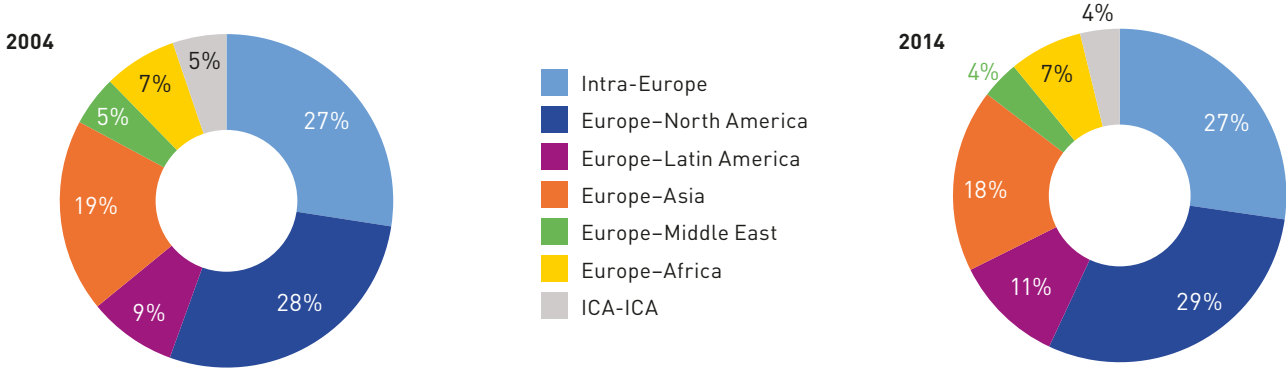 2004
5%
7%
5%
27%
19%
9%
28%
Intra-Europe
Europe–North America
Europe–Latin America
Europe–Asia
Europe–Middle East
Europe–Africa
ICA-ICA
2014
4%
7%
4%
27%
18%
11%
29%